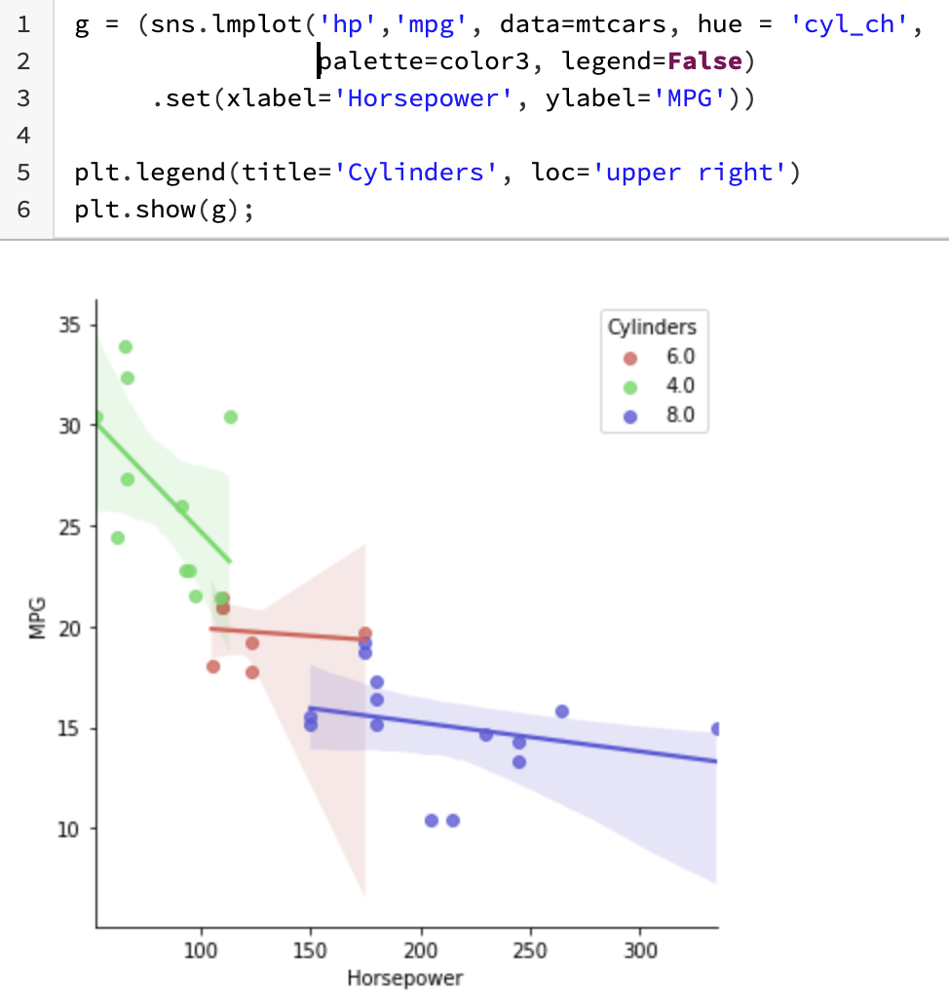 1 g = (sns.lmplot('hp','mpg', data=mtcars, hue = 'cyl_ch',
2 palette=color3, legend=False)
3 .set(xlabel='Horsepower', ylabel='MPG'))
4
5 plt.legend(title='Cylinders', loc='upper right')
6 plt.show(g);
Cylinders
6.0
4.0
8.0
35
30
25
20
15
10
MPG
100 150 200 250 300
Horsepower